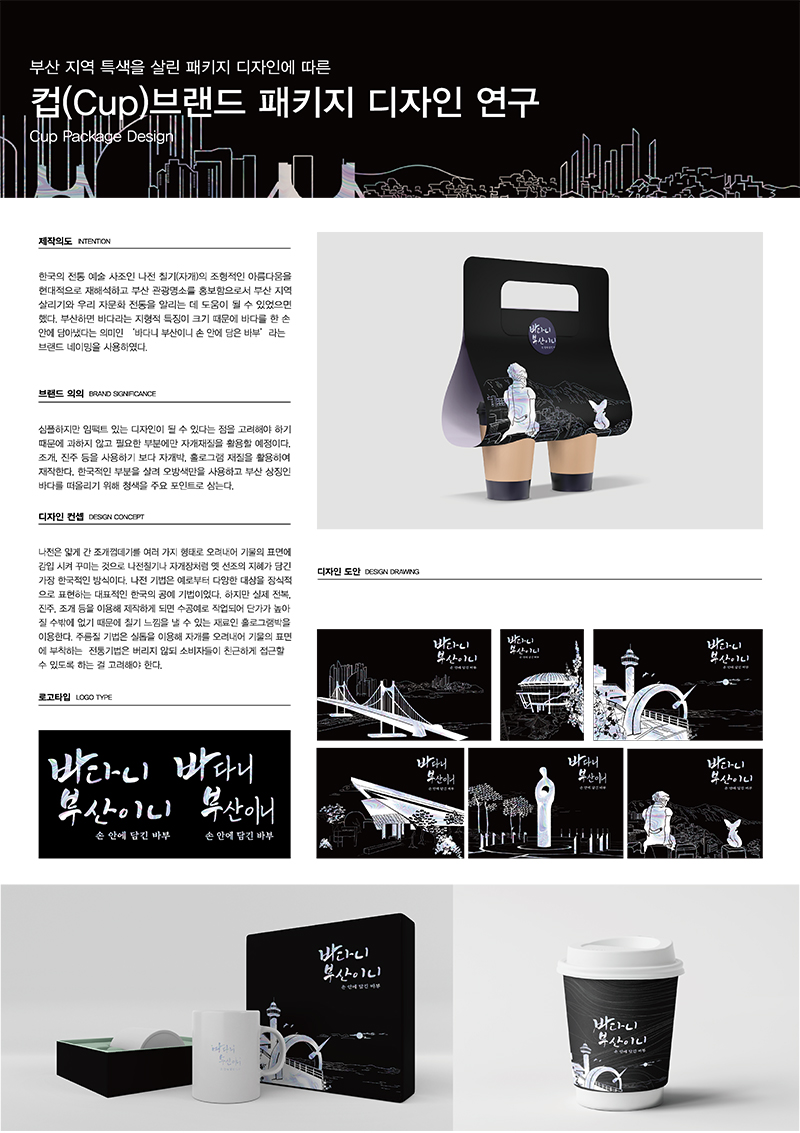 부산 지역 특색을 살린 패키지 디자인에 따른
컵(Cup)브랜드 패키지 디자인 연구
Cup Package Design
제작의도 INTENTION
한국의 전통 예술 사조인 나전 칠기(자개)의 조형적인 아름다움을
현대적으로 재해석하고 부산 관광명소를 홍보함으로서 부산 지역
살리기와 우리 자문화 전통을 알리는 데 도움이 될 수 있었으면
했다. 부산하면 바다라는 지형적 특징이 크기 때문에 바다를 한 손
안에 담아냈다는 의미인 '바다니 부산이니 손 안에 담은 바부' 라는
브랜드 네이밍을 사용하였다.
브랜드 의의 BRAND SIGNIFICANCE
심플하지만 임팩트 있는 디자인이 될 수 있다는 점을 고려해야 하기
때문에 과하지 않고 필요한 부분에만 자개재질을 활용할 예정이다.
조개, 진주 등을 사용하기 보다 자개박, 홀로그램 재질을 활용하여
제작한다. 한국적인 부분을 살려 오방색만을 사용하고 부산 상징인
바다를 떠올리기 위해 청색을 주요 포인트로 삼는다.
디자인 컨셉 DESIGN CONCEPT
나전은 얇게 간 조개껍데기를 여러 가지 형태로 오려내어 기물의 표면에
감입 시켜 꾸미는 것으로 나전칠기나 자개장처럼 옛 선조의 지혜가 담긴
가장 한국적인 방식이다. 나전 기법은 예로부터 다양한 대상을 장식적
으로 표현하는 대표적인 한국의 공예 기법이었다. 하지만 실제 전복,
진주, 조개 등을 이용해 제작하게 되면 수공예로 작업되어 단가가 높아
질 수밖에 없기 때문에 칠기 느낌을 낼 수 있는 재료인 홀로그램박을
이용한다. 주름질 기법은 실톱을 이용해 자개를 오려내어 기물의 표면
에 부착하는 전통기법은 버리지 않되 소비자들이 친근하게 접근할
수 있도록 하는 걸 고려해야 한다.
로고타입 LOGO TYPE
바다니 바다니
부산이니 부산이니
손 안에 담긴 바부 손 안에 담긴 바부
바다니
부산이니
디자인 도안 DESIGN DRAWING
바다니
부산이니
손 안에 담긴 바부
바다니
부산이니
손 안에 담긴 바부
바다니
부산이니
손 안에 담긴 바부
바다니
부산이니
손 안에 담긴 바부
바다니
부산이니
손 안에 담긴 바부
바다니
부산이니
손 안에 담긴 바부
바다니
부산이니
손 안에 담긴 바부
바다니
부산이니
바다니
부산이니
손 안에 담긴 바부